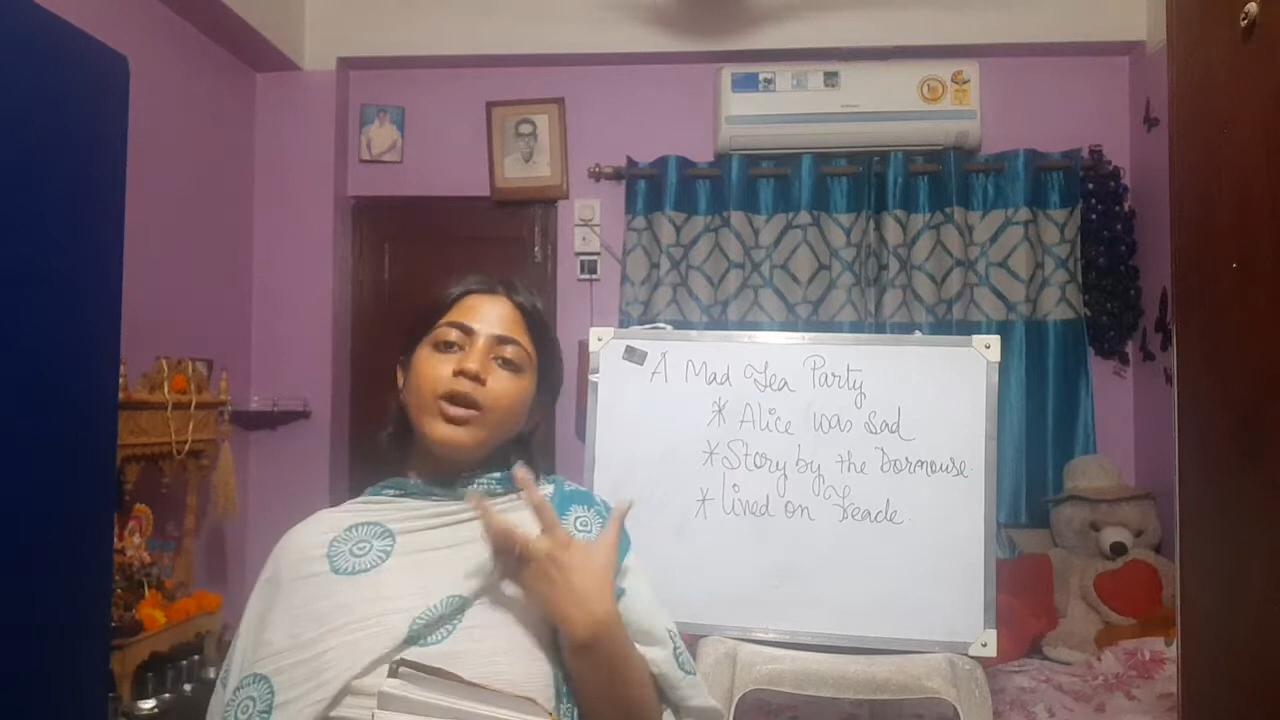 A Mad Tea Party
* Alice was sad
* Story by the Dormouse.
* lived on Treacle.